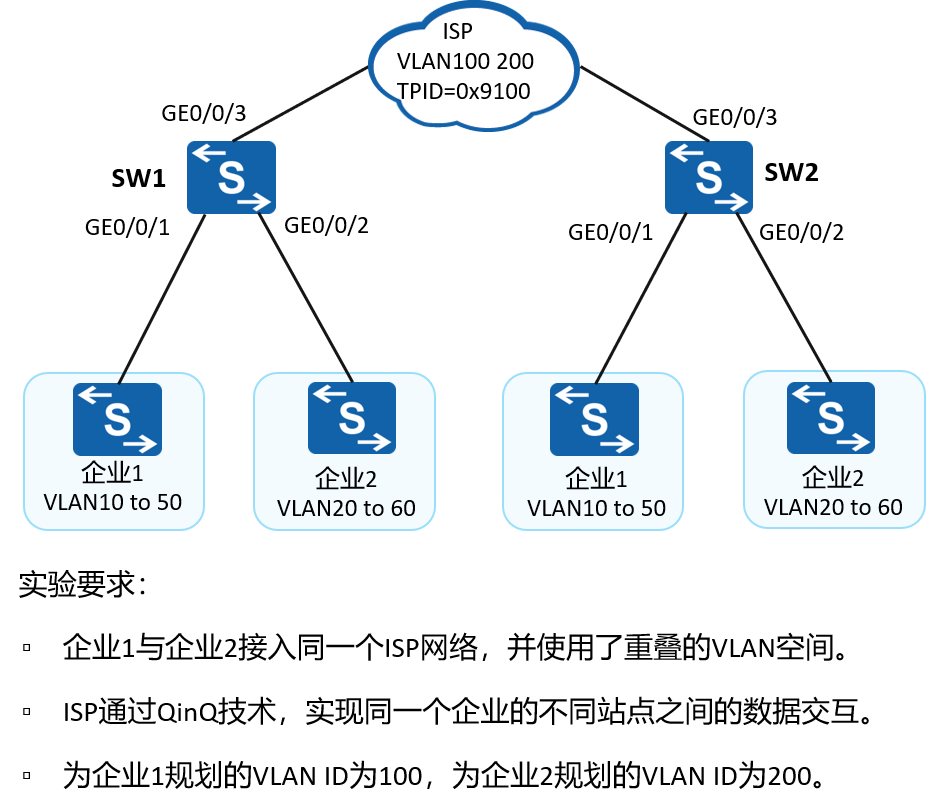 ISP
VLAN100 200
TPID=0x9100
GE0/0/3
GE0/0/3
SW1
S
S
SW2
GE0/0/1
GE0/0/2
GE0/0/1
GE0/0/2
S
S
S
S
企业1
VLAN10 to 50
企业2
VLAN20 to 60
企业1
VLAN10 to 50
企业2
VLAN20 to 60
实验要求：
▫ 企业1与企业2接入同一个ISP网络，并使用了重叠的VLAN空间。
▫ ISP通过QinQ技术，实现同一个企业的不同站点之间的数据交互。
▫ 为企业1规划的VLAN ID为100，为企业2规划的VLAN ID为200。